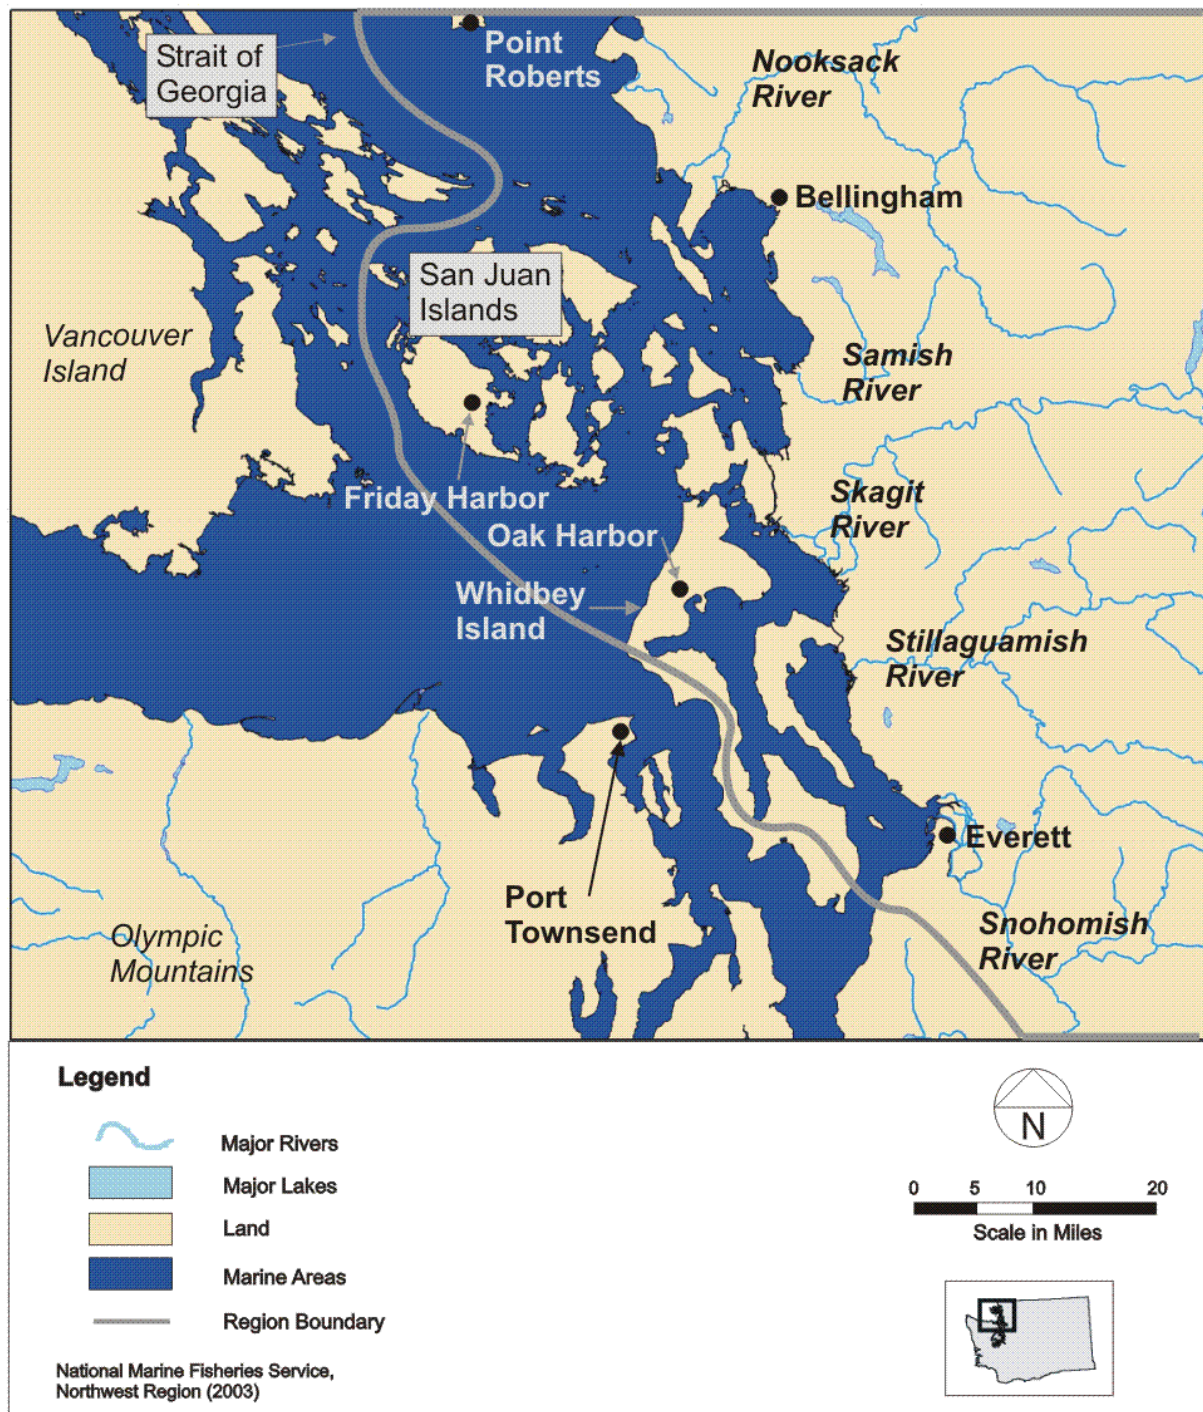 Strait of
Georgia
Point
Roberts
Nooksack
River
Bellingham
San Juan
Islands
Vancouver
Island
Samish
River
Friday Harbor
Skagit
River
Oak Harbor
Whidbey
Island
Stillaguamish
River
Everett
Port
Townsend
Snohomish
River
Olympic
Mountains
Legend
Major Rivers
Major Lakes
Land
Marine Areas
Region Boundary
National Marine Fisheries Service,
Northwest Region (2003)
N
0 5 10 20
Scale in Miles